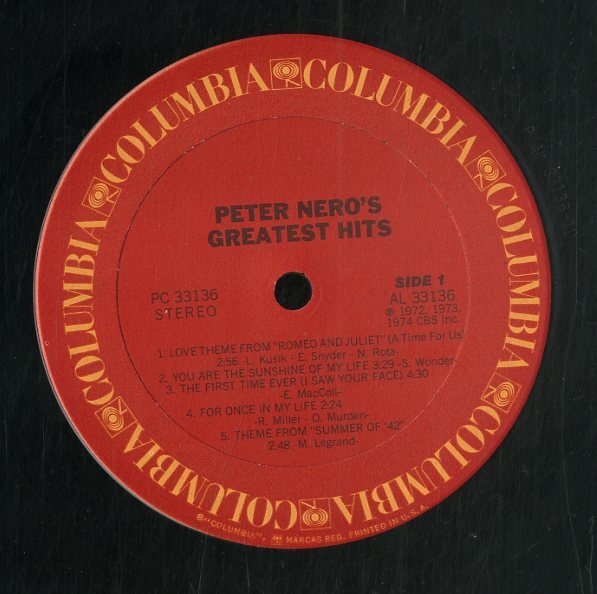 COLUMBIA COLUMBIA COLUMBIA COLUMBIA COLUMBIA COLUMBIA
PETER NERO'S
GREATEST HITS
PC 33136
STEREO
SIDE 1
AL 33136
℗ 1972, 1973,
1974 CBS Inc.
1. LOVE THEME FROM "ROMEO AND JULIET" (A Time For Us)
2:56 -L. Kusik - E. Snyder - N. Rota-
2. YOU ARE THE SUNSHINE OF MY LIFE 3:29 -S. Wonder-
3. THE FIRST TIME EVER (I SAW YOUR FACE) 4:30
-E. MacColl-
4. FOR ONCE IN MY LIFE 2:24
-R. Miller - O. Murden-
5. THEME FROM "SUMMER OF '42"
2:48 -M. Legrand-
®"COLUMBIA", MARCAS REG. PRINTED IN U.S.A.